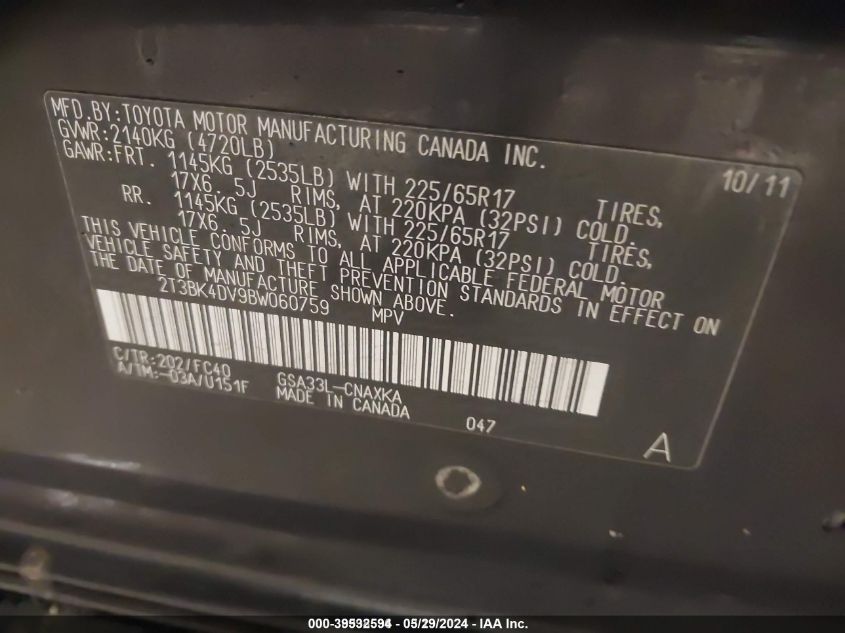 MFD.BY:TOYOTA MOTOR MANUFACTURING CANADA INC.
10/11
GVWR:2140KG (4720LB)
GAWR:FRT. 1145KG (2535LB) WITH 225/65R17 TIRES,
17X6. 5J RIMS, AT 220KPA (32PSI) COLD.
RR. 1145KG (2535LB) WITH 225/65R17 TIRES,
17X6. 5J RIMS, AT 220KPA (32PSI) COLD.
THIS VEHICLE CONFORMS TO ALL APPLICABLE FEDERAL MOTOR
VEHICLE SAFETY AND THEFT PREVENTION STANDARDS IN EFFECT ON
THE DATE OF MANUFACTURE SHOWN ABOVE.
2T3BK4DV9BW060759 MPV
C/TR:202/FC40 GSA33L-CNAXKA
A/TM:-03A/U151F MADE IN CANADA
047
A
000-39532594 - 05/29/2024 - IAA Inc.